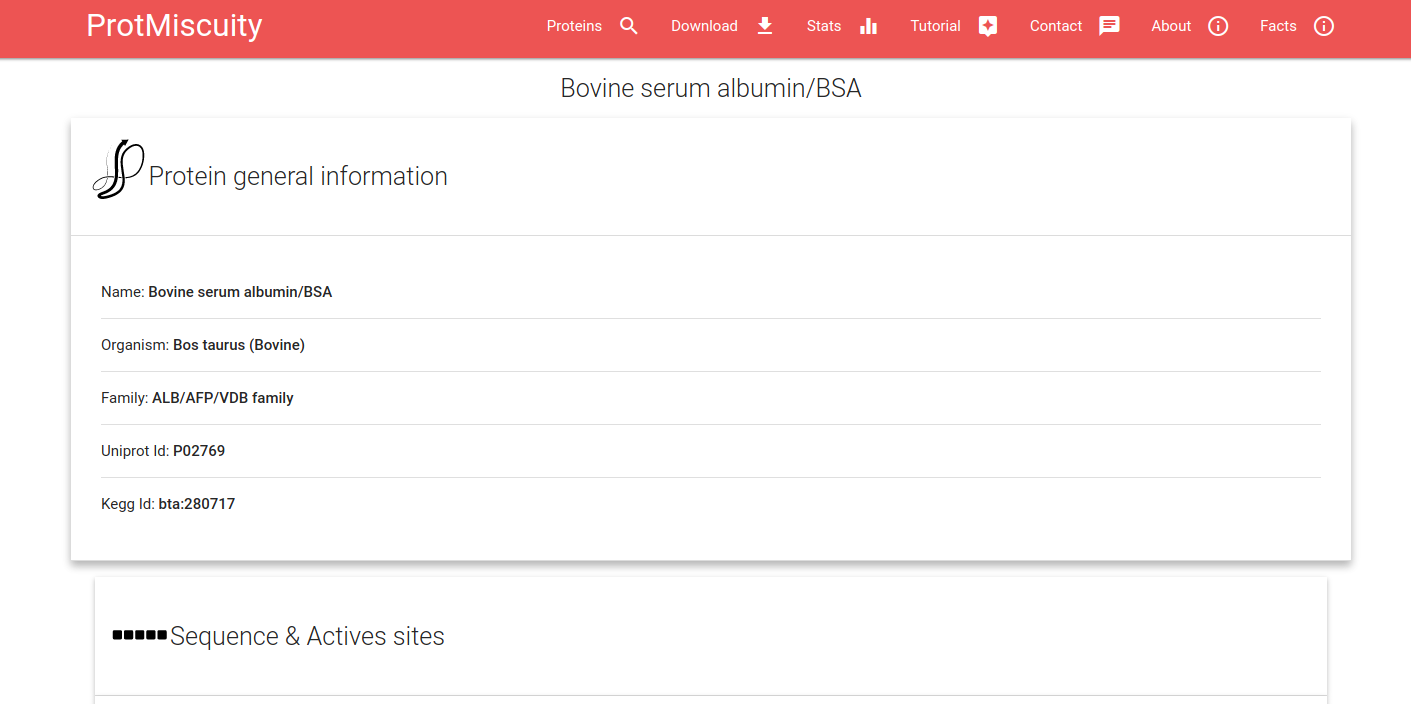 ProtMiscuity
Proteins Download Stats Tutorial Contact About Facts
Bovine serum albumin/BSA
Protein general information
Name: Bovine serum albumin/BSA
Organism: Bos taurus (Bovine)
Family: ALB/AFP/VDB family
Uniprot Id: P02769
Kegg Id: bta:280717
Sequence & Actives sites